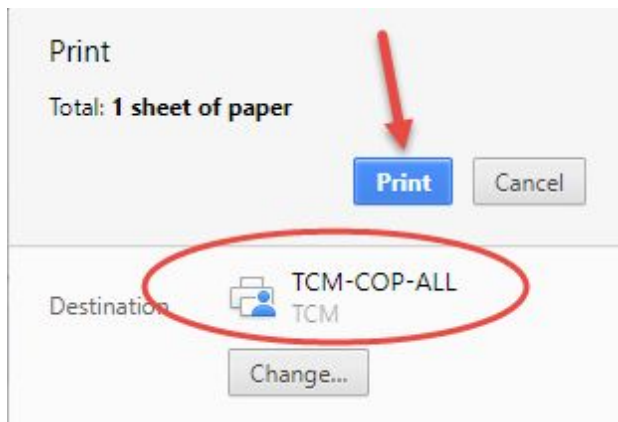 Print
Total: 1 sheet of paper
Print Cancel
Destination TCM-COP-ALL
TCM
Change...